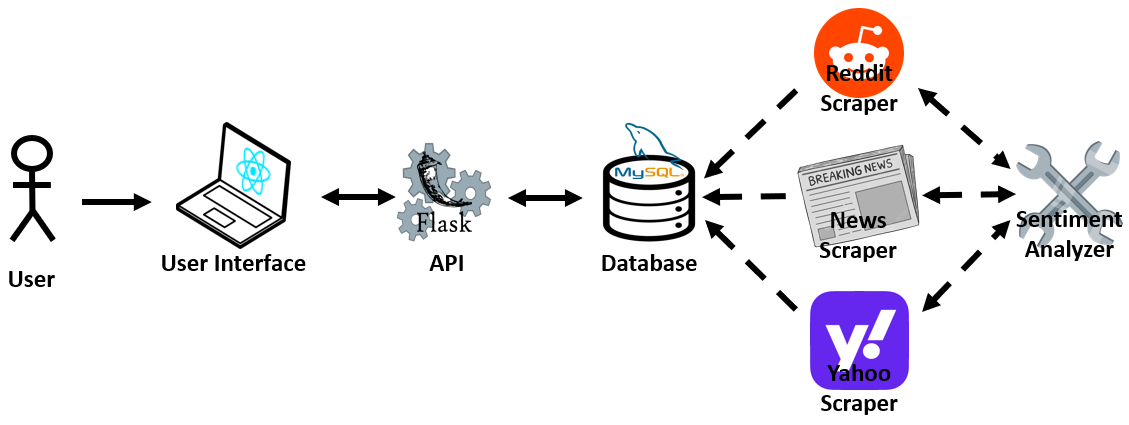 User
User Interface
Flask
API
MySQL
Database
Reddit
Scraper
BREAKING NEWS
News
Scraper
y!
Yahoo
Scraper
Sentiment
Analyzer